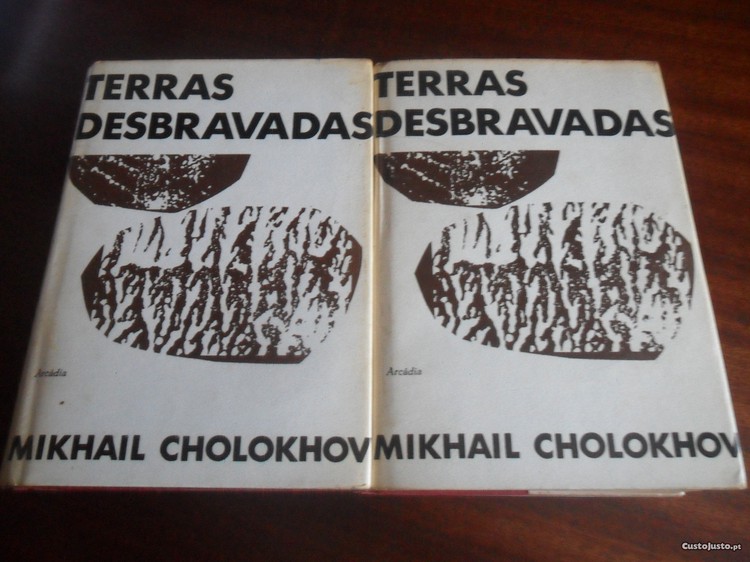 TERRAS
DESBRAVADAS
Arcádia
MIKHAIL CHOLOKHOV
TERRAS
DESBRAVADAS
Arcádia
MIKHAIL CHOLOKHOV
CustoJusto.pt